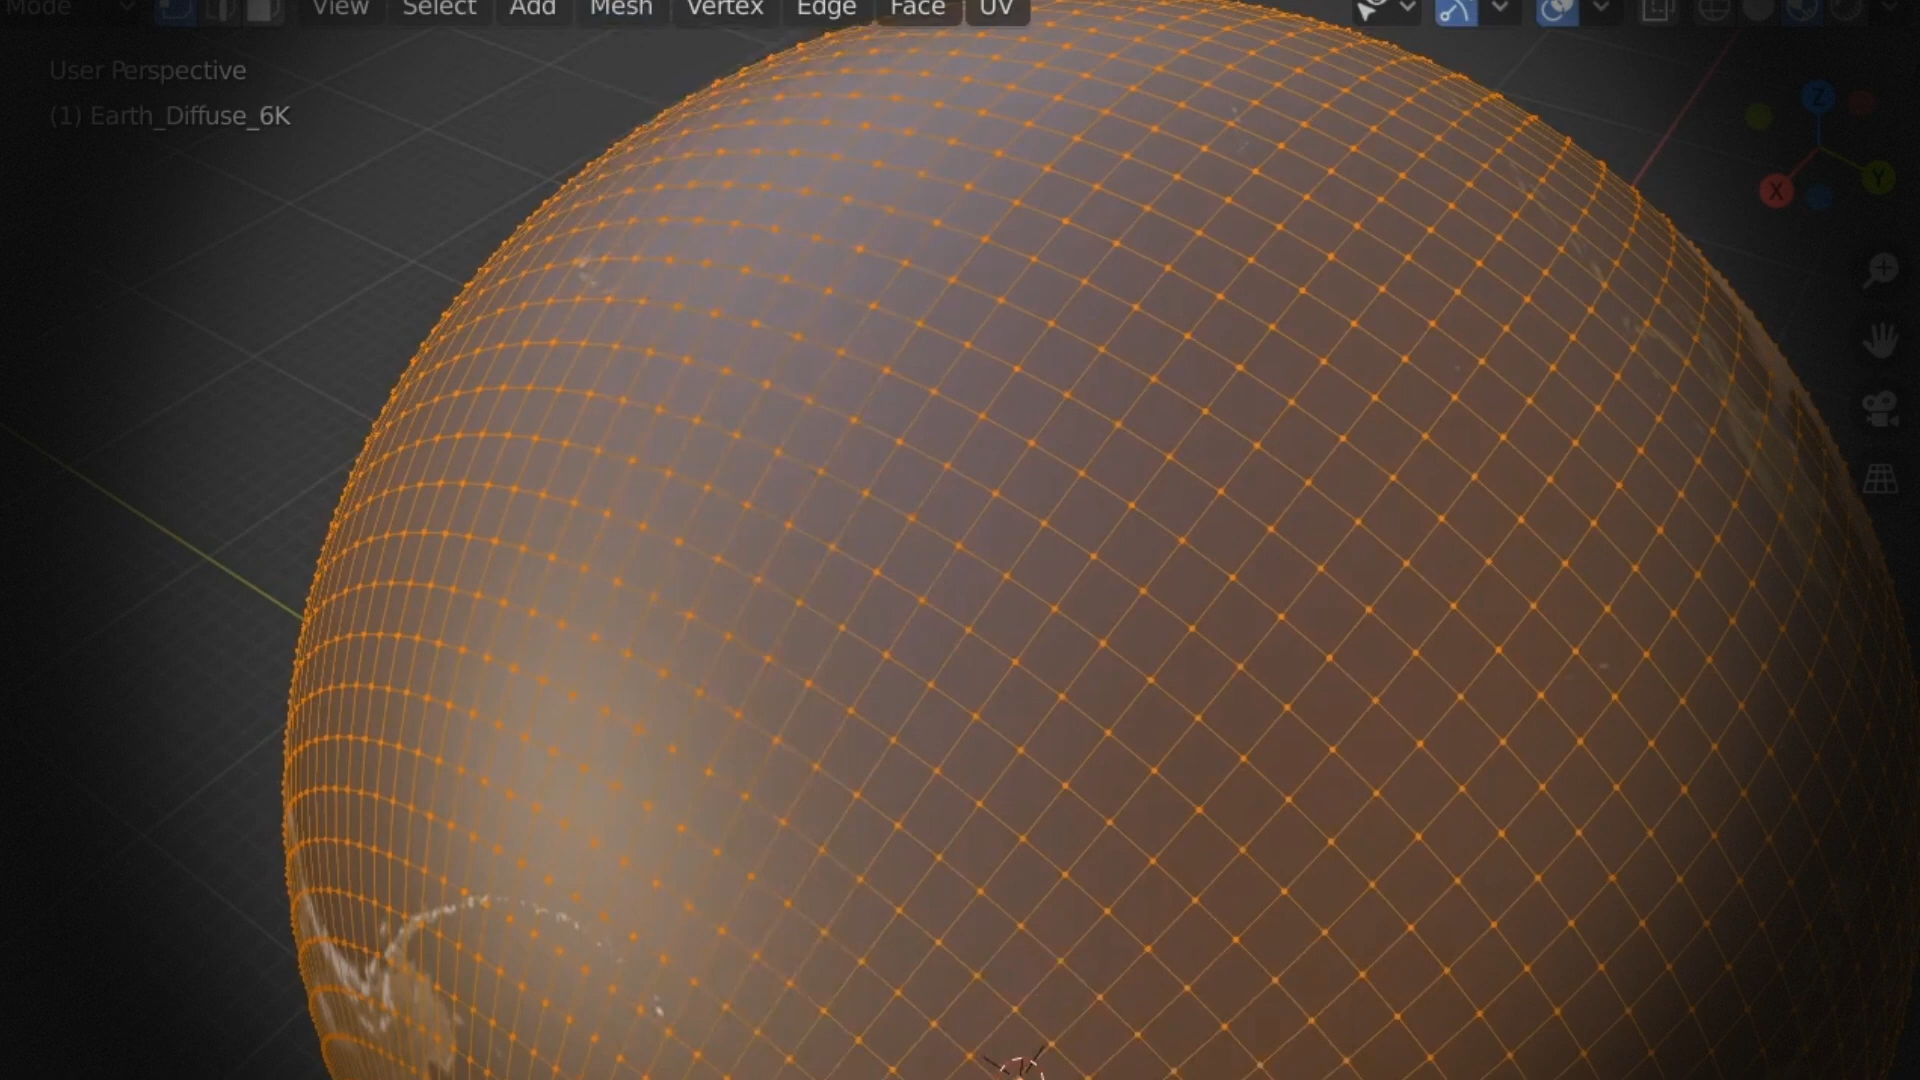 Mode View Select Add Mesh Vertex Edge Face UV
User Perspective
(1) Earth_Diffuse_6K
Z
X
Y